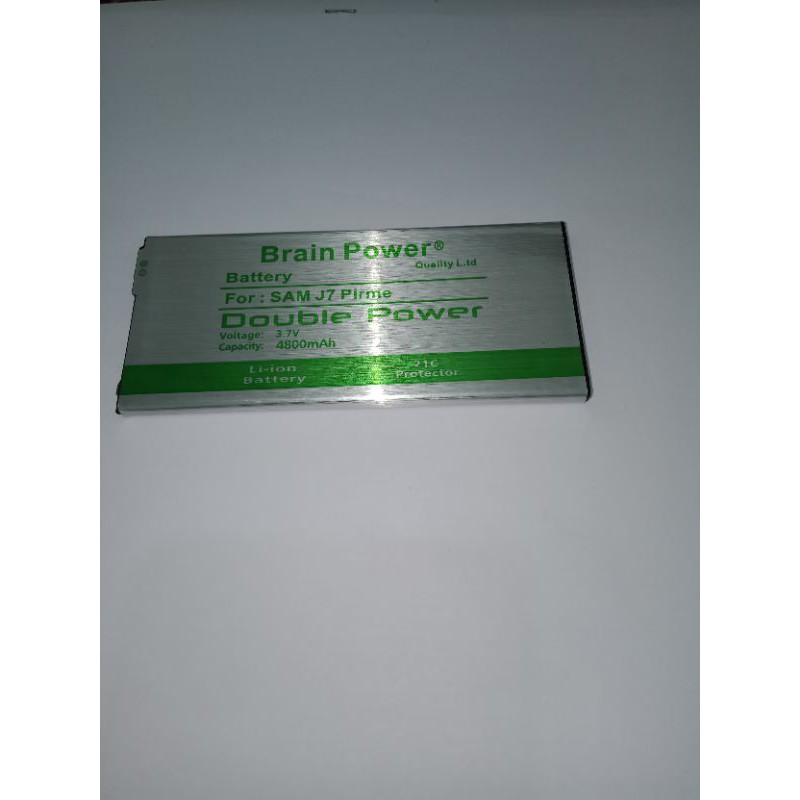 Brain Power®
Quality L.td
Battery
For : SAM J7 Pirme
Double Power
Voltage: 3.7V
Capacity: 4800mAh
Li-ion
Battery
Protector